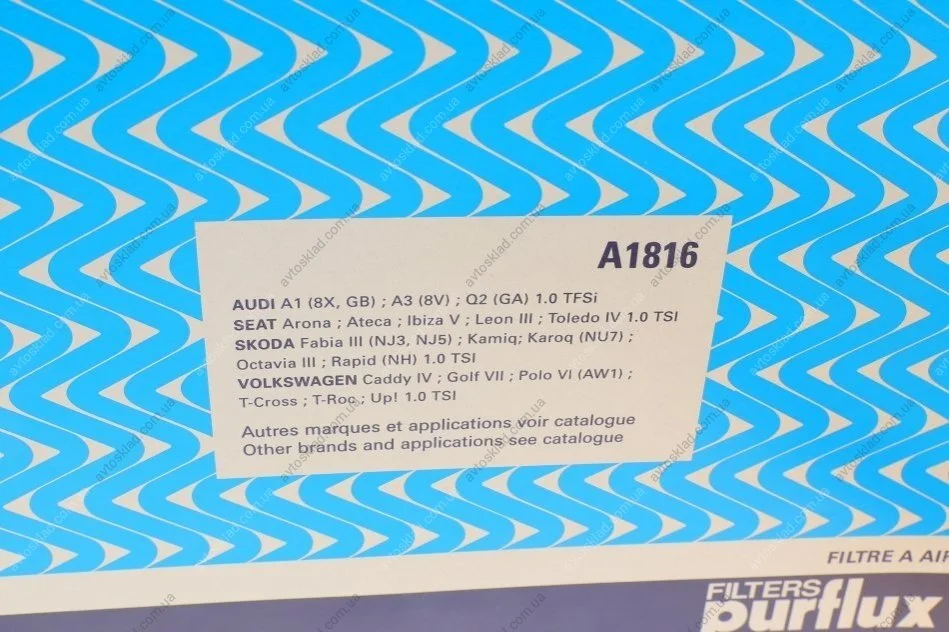 A1816
AUDI A1 (8X, GB) ; A3 (8V) ; Q2 (GA) 1.0 TFSi
SEAT Arona ; Ateca ; Ibiza V ; Leon III ; Toledo IV 1.0 TSI
SKODA Fabia III (NJ3, NJ5) ; Kamiq; Karoq (NU7) ;
Octavia III ; Rapid (NH) 1.0 TSI
VOLKSWAGEN Caddy IV ; Golf VII ; Polo VI (AW1) ;
T-Cross ; T-Roc ; Up! 1.0 TSI
Autres marques et applications voir catalogue
Other brands and applications see catalogue
FILTRE A AIR
FILTERS
purflux
avtosklad.com.ua